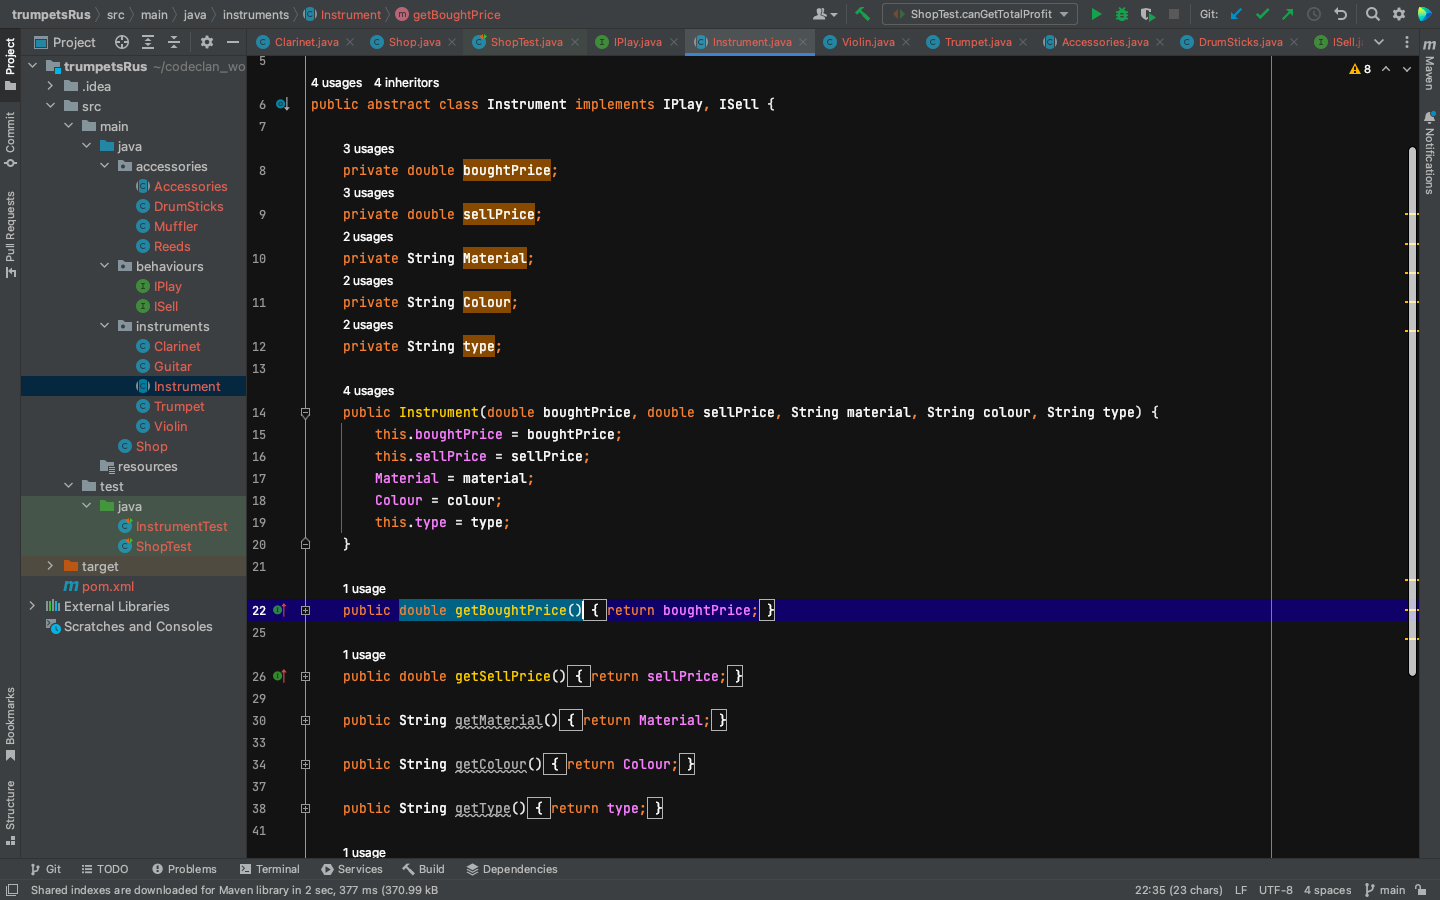 trumpetsRus › src › main › java › instruments › Instrument › getBoughtPrice
ShopTest.canGetTotalProfit
Git:
Project
Clarinet.java
Shop.java
ShopTest.java
IPlay.java
Instrument.java
Violin.java
Trumpet.java
Accessories.java
DrumSticks.java
ISell.j
Project
Commit
Pull Requests
Bookmarks
Structure
trumpetsRus ~/codeclan_wo
.idea
src
main
java
accessories
Accessories
DrumSticks
Muffler
Reeds
behaviours
IPlay
ISell
instruments
Clarinet
Guitar
Instrument
Trumpet
Violin
Shop
resources
test
java
InstrumentTest
ShopTest
target
pom.xml
External Libraries
Scratches and Consoles
8
5
4 usages 4 inheritors
6 public abstract class Instrument implements IPlay, ISell {
7
3 usages
8 private double boughtPrice;
3 usages
9 private double sellPrice;
2 usages
10 private String Material;
2 usages
11 private String Colour;
2 usages
12 private String type;
13
4 usages
14 public Instrument(double boughtPrice, double sellPrice, String material, String colour, String type) {
15 this.boughtPrice = boughtPrice;
16 this.sellPrice = sellPrice;
17 Material = material;
18 Colour = colour;
19 this.type = type;
20 }
21
1 usage
22 public double getBoughtPrice() { return boughtPrice; }
25
1 usage
26 public double getSellPrice() { return sellPrice; }
29
30 public String getMaterial() { return Material; }
33
34 public String getColour() { return Colour; }
37
38 public String getType() { return type; }
41
1 usage
m
Maven
Notifications
Git
TODO
Problems
Terminal
Services
Build
Dependencies
Shared indexes are downloaded for Maven library in 2 sec, 377 ms (370.99 kB
22:35 (23 chars) LF UTF-8 4 spaces main